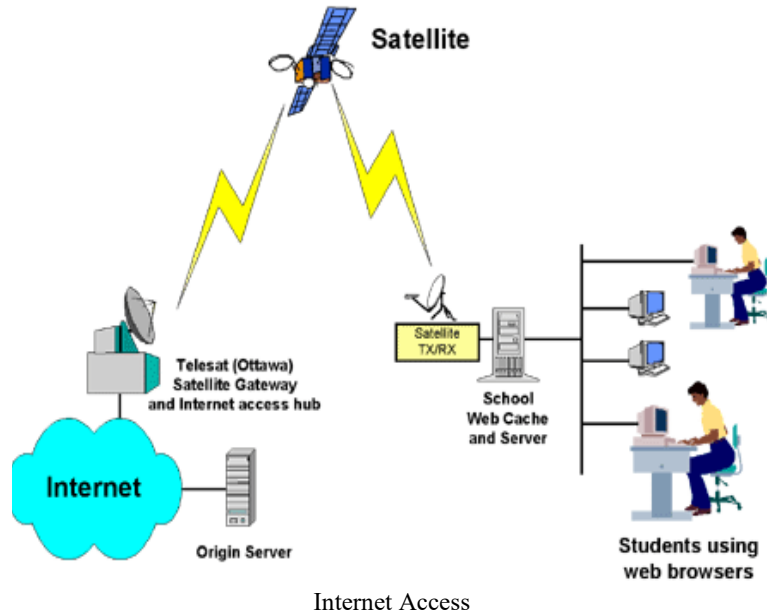 Satellite
Satellite
TX/RX
Telesat (Ottawa)
Satellite Gateway
and Internet access hub
School
Web Cache
and Server
Internet
Origin Server
Students using
web browsers
Internet Access